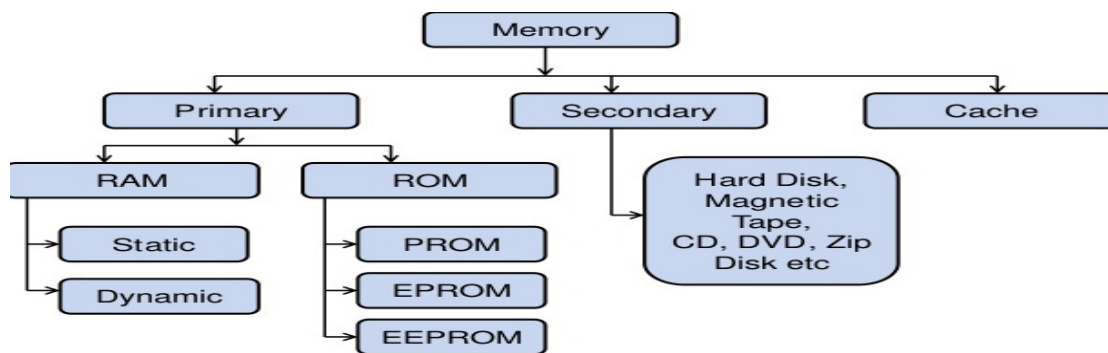 Memory
Primary
Secondary
Cache
RAM
ROM
Hard Disk,
Magnetic
Tape,
CD, DVD, Zip
Disk etc
Static
PROM
Dynamic
EPROM
EEPROM